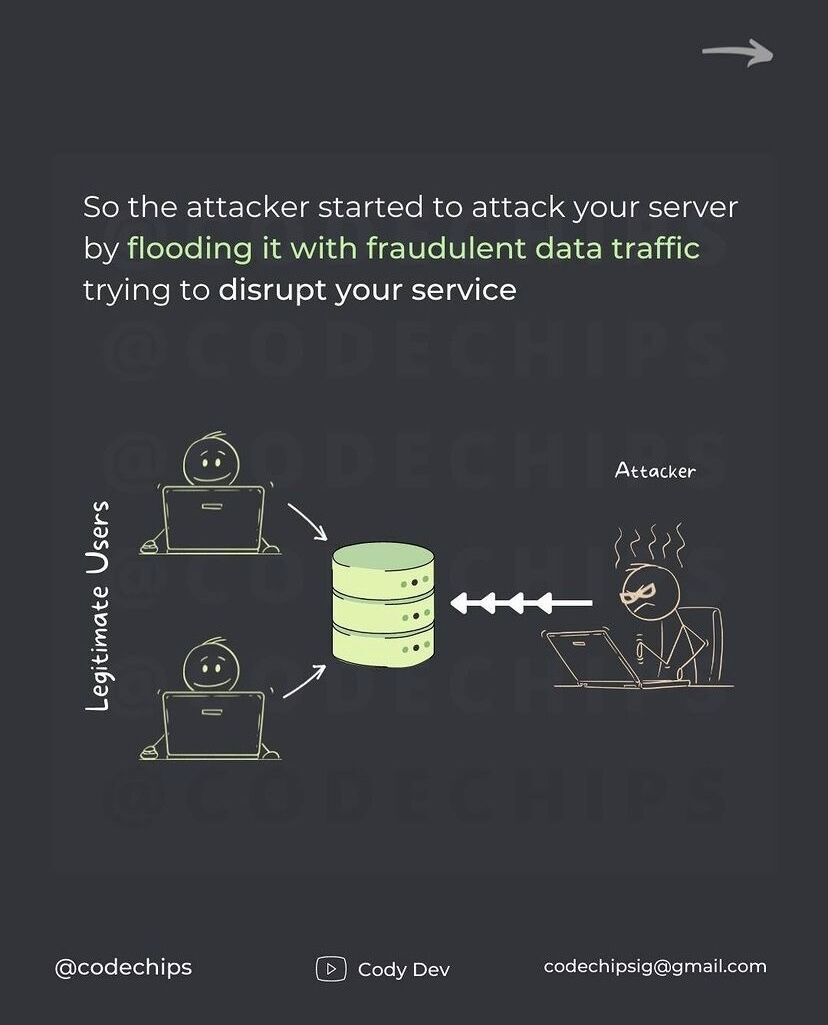 So the attacker started to attack your server
by flooding it with fraudulent data traffic
trying to disrupt your service
@CODECHIPS
@CODECHIPS
Attacker
Legitimate Users
@CODECHIPS
@CODECHIPS
@CODECHIPS
@codechips
Cody Dev
codechipsig@gmail.com